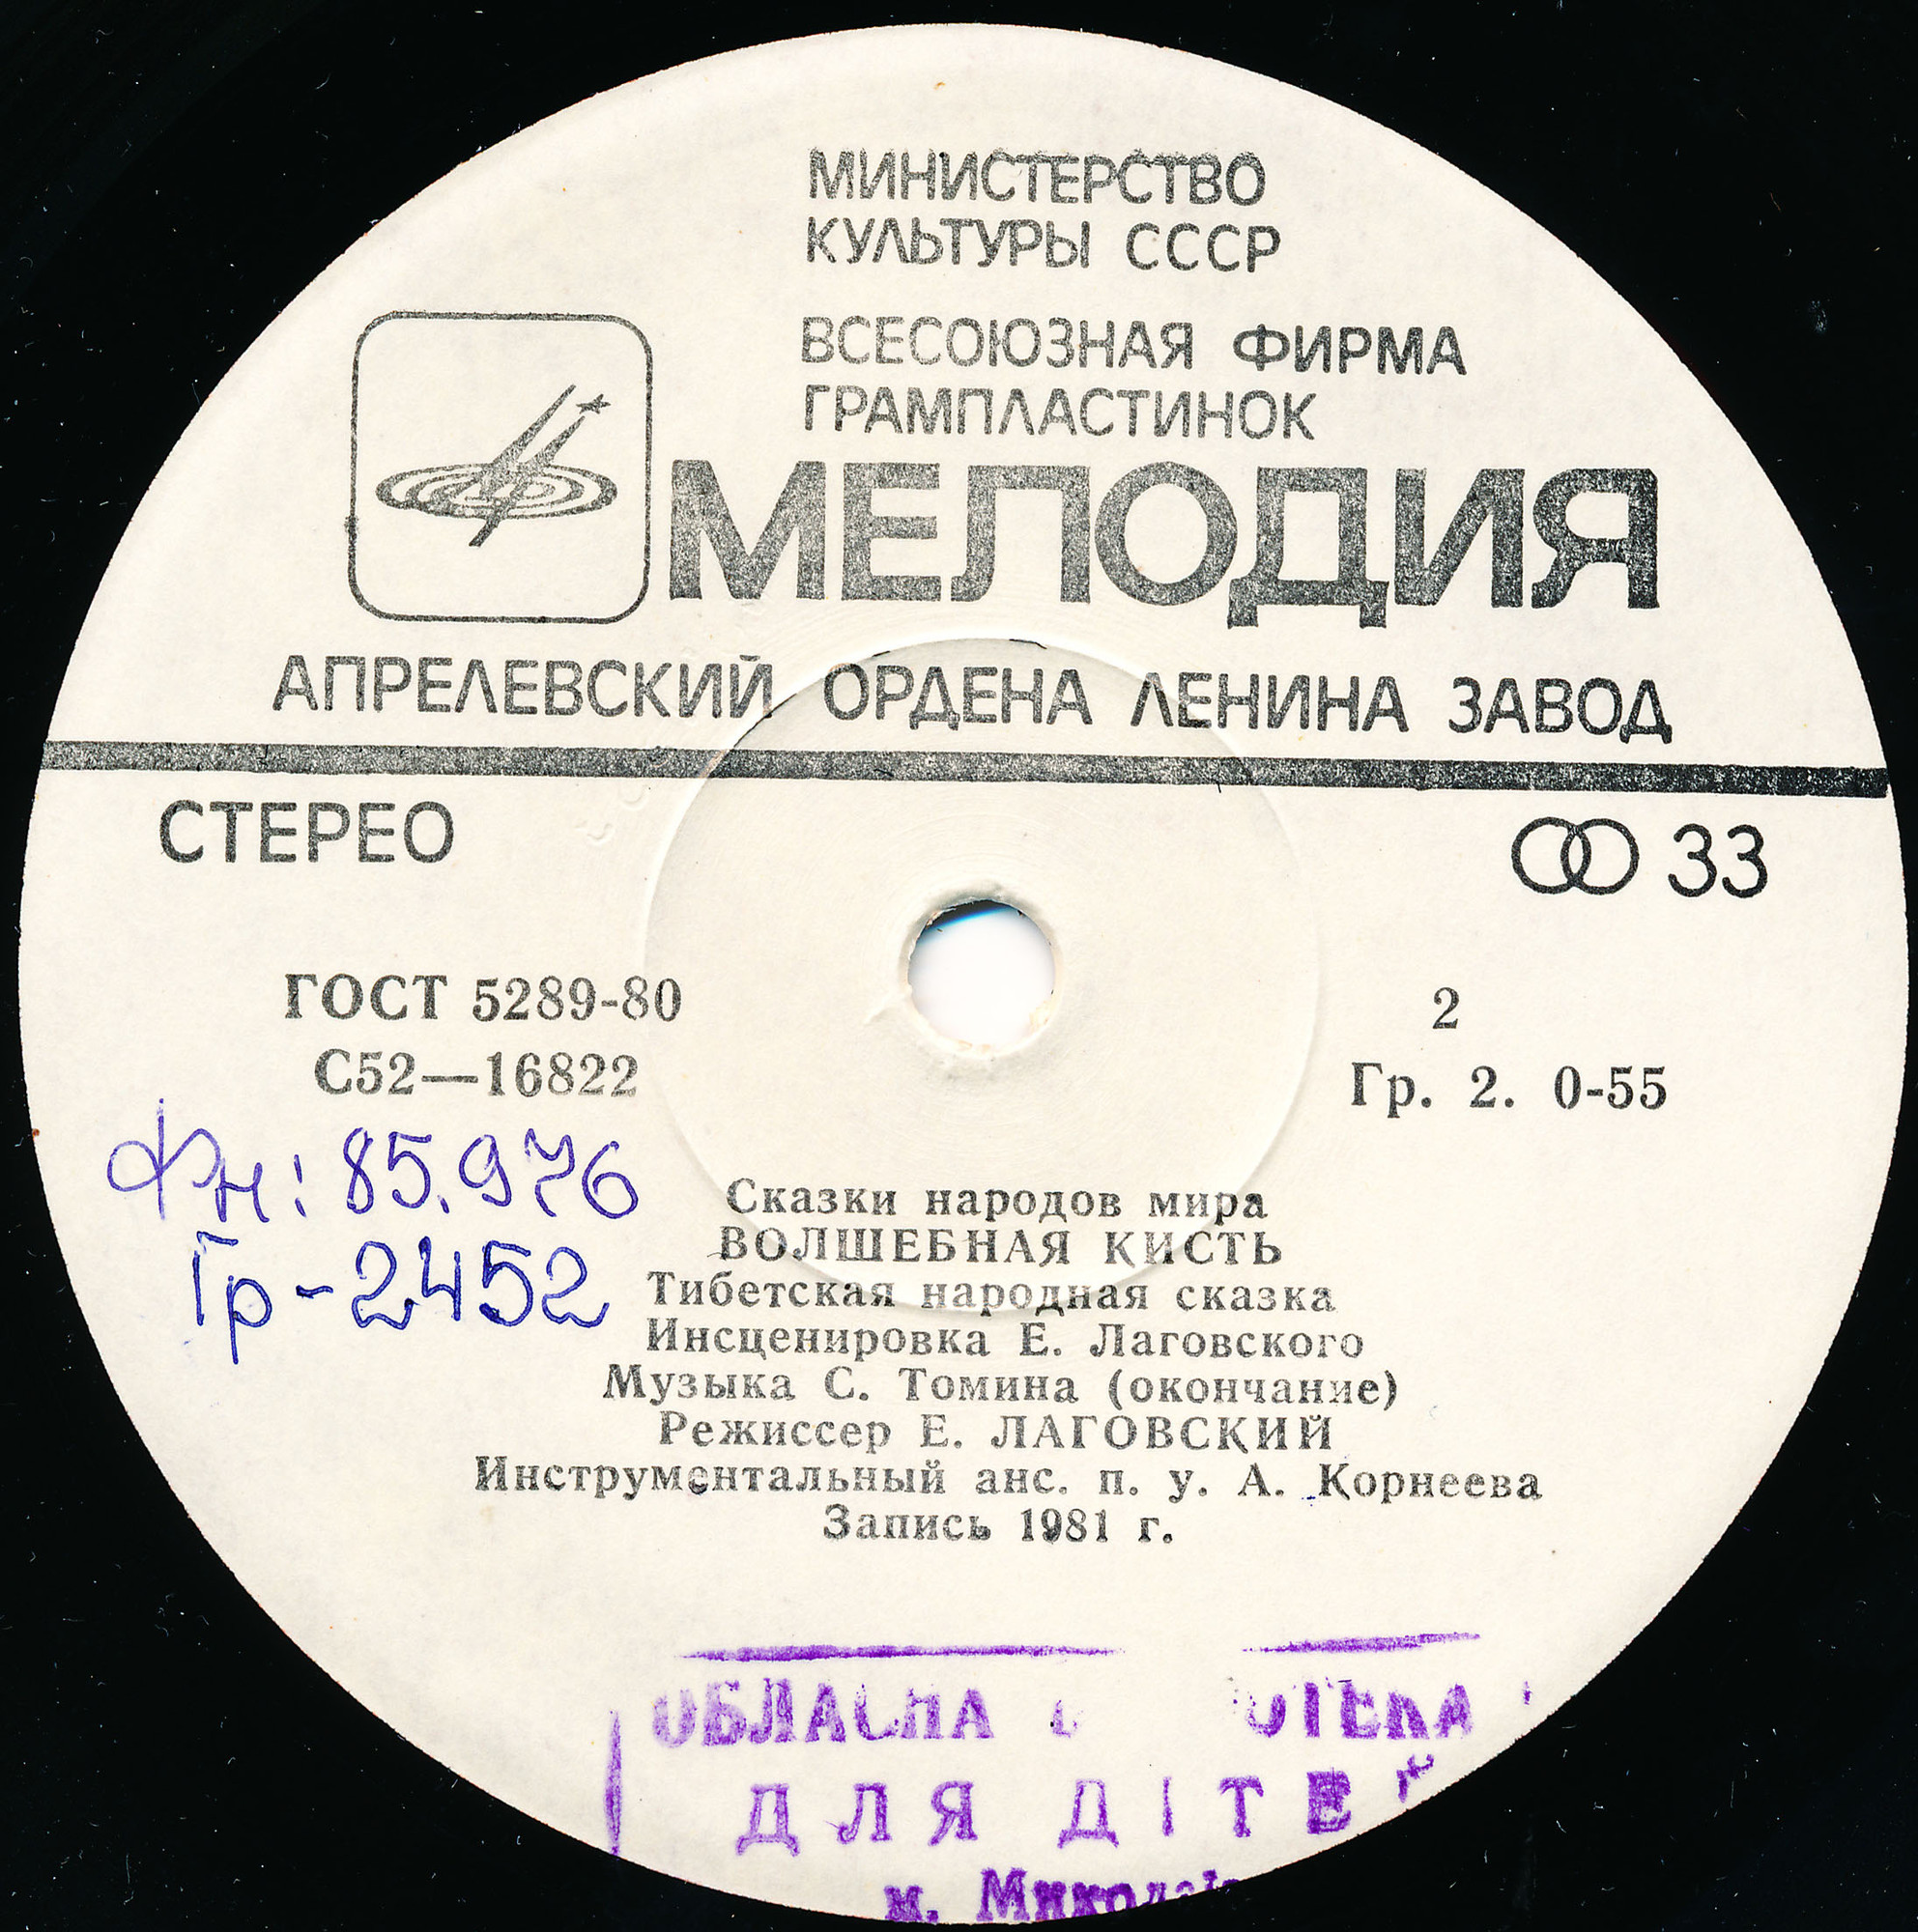 МИНИСТЕРСТВО
КУЛЬТУРЫ СССР
ВСЕСОЮЗНАЯ ФИРМА
ГРАМПЛАСТИНОК
МЕЛОДИЯ
АПРЕЛЕВСКИЙ ОРДЕНА ЛЕНИНА ЗАВОД
СТЕРЕО
33
ГОСТ 5289-80
2
С52—16822
Гр. 2. 0-55
Фн: 85.976
Гр-2452
Сказки народов мира
ВОЛШЕБНАЯ КИСТЬ
Тибетская народная сказка
Инсценировка Е. Лаговского
Музыка С. Томина (окончание)
Режиссер Е. ЛАГОВСКИЙ
Инструментальный анс. п. у. А. Корнеева
Запись 1981 г.
ОБЛАСНА
ДЛЯ ДІТЕЙ
м.